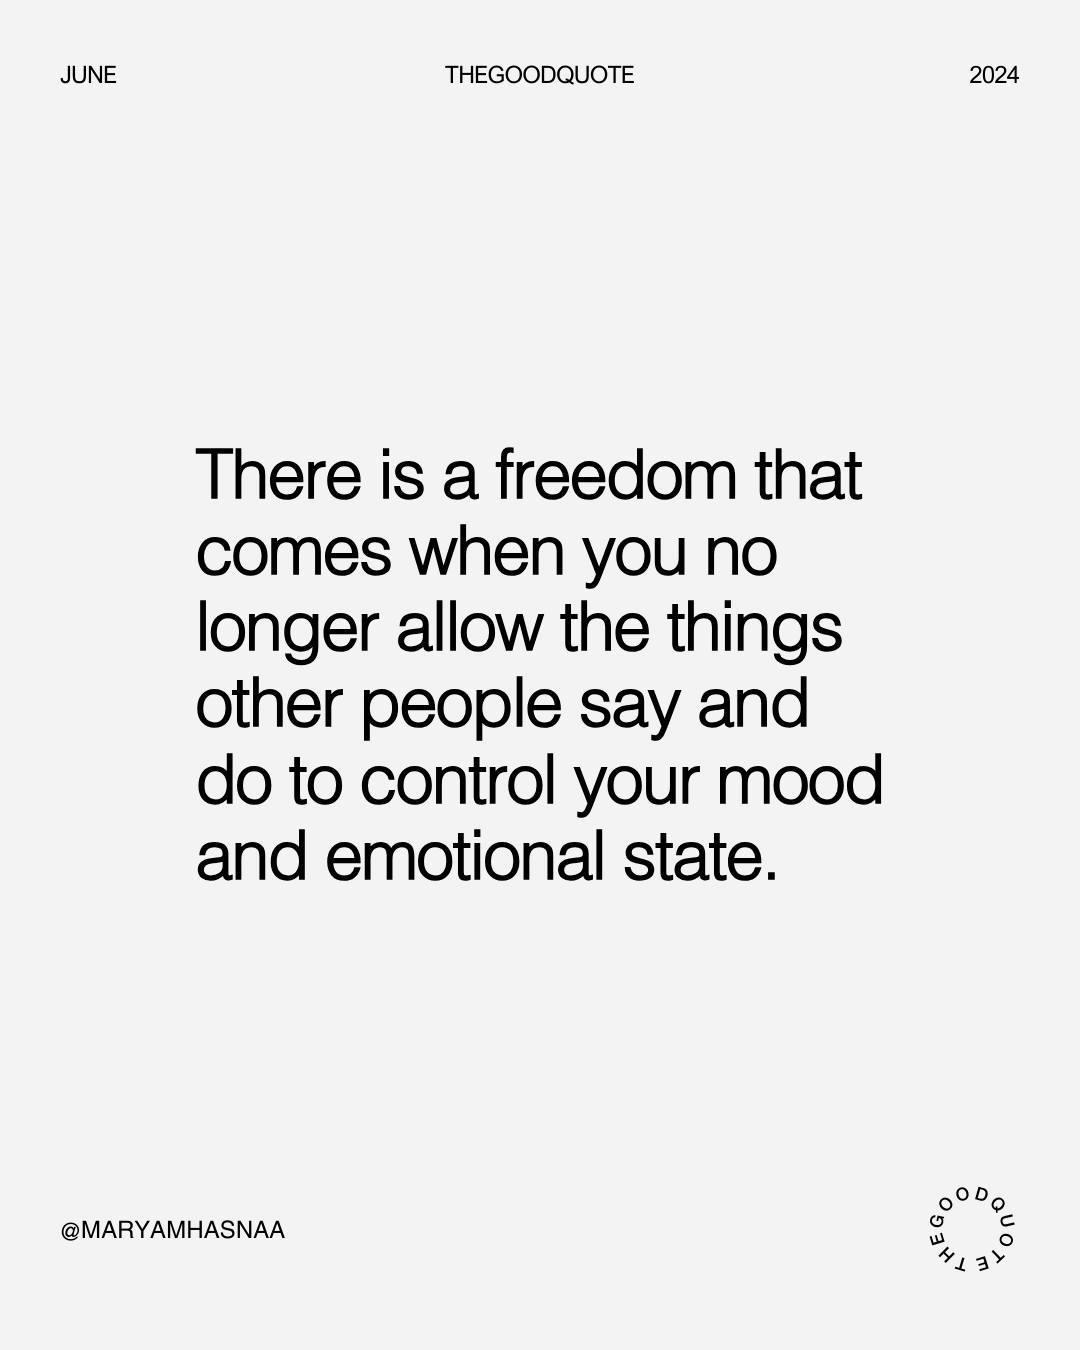 JUNE THEGOODQUOTE 2024
There is a freedom that
comes when you no
longer allow the things
other people say and
do to control your mood
and emotional state.
@MARYAMHASNAA
THEGOODQUOTE